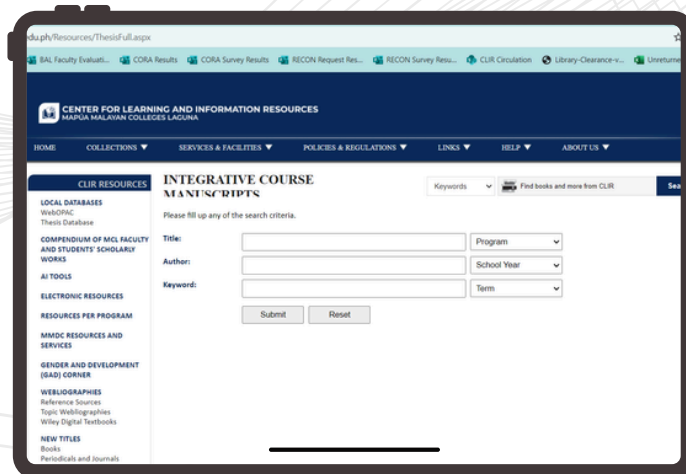 edu.ph/Resources/ThesisFull.aspx
BAL Faculty Evaluati... CORA Results CORA Survey Results RECON Request Res... RECON Survey Resu... CLIR Circulation Library-Clearance-v... Unreturne
CENTER FOR LEARNING AND INFORMATION RESOURCES
MAPÚA MALAYAN COLLEGES LAGUNA
HOME COLLECTIONS ▼ SERVICES & FACILITIES ▼ POLICIES & REGULATIONS ▼ LINKS ▼ HELP ▼ ABOUT US ▼
CLIR RESOURCES
LOCAL DATABASES
WebOPAC
Thesis Database
COMPENDIUM OF MCL FACULTY
AND STUDENTS' SCHOLARLY
WORKS
AI TOOLS
ELECTRONIC RESOURCES
RESOURCES PER PROGRAM
MMDC RESOURCES AND
SERVICES
GENDER AND DEVELOPMENT
(GAD) CORNER
WEBLIOGRAPHIES
Reference Sources
Topic Webliographies
Wiley Digital Textbooks
NEW TITLES
Books
Periodicals and Journals
INTEGRATIVE COURSE
MANUSCRIPTS
Keywords Find books and more from CLIR Sea
Please fill up any of the search criteria.
Title: Program
Author: School Year
Keyword: Term
Submit Reset